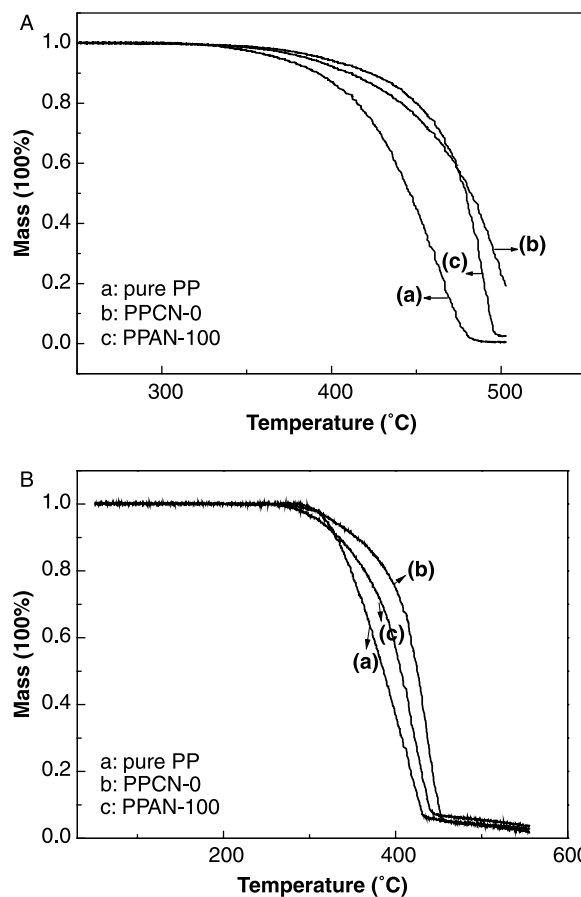 A
Mass (100%)
1.0
0.8
0.6
0.4
0.2
0.0
(b)
(c)
(a)
a: pure PP
b: PPCN-0
c: PPAN-100
300
400
500
Temperature (°C)
B
Mass (100%)
1.0
0.8
0.6
0.4
0.2
0.0
(b)
(c)
(a)
a: pure PP
b: PPCN-0
c: PPAN-100
200
400
600
Temperature (°C)